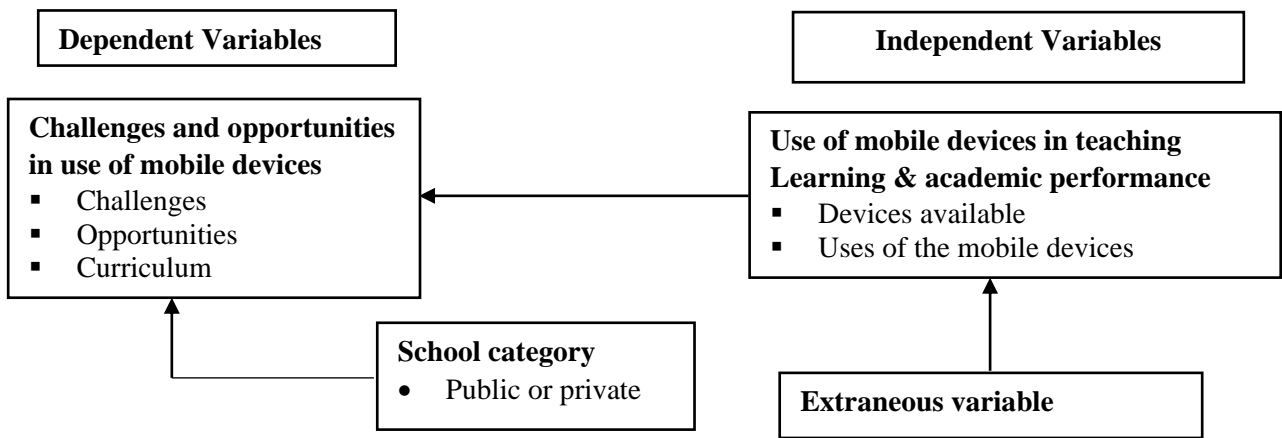 Dependent Variables
Independent Variables
Challenges and opportunities
in use of mobile devices
▪ Challenges
▪ Opportunities
▪ Curriculum
Use of mobile devices in teaching
Learning & academic performance
▪ Devices available
▪ Uses of the mobile devices
School category
• Public or private
Extraneous variable